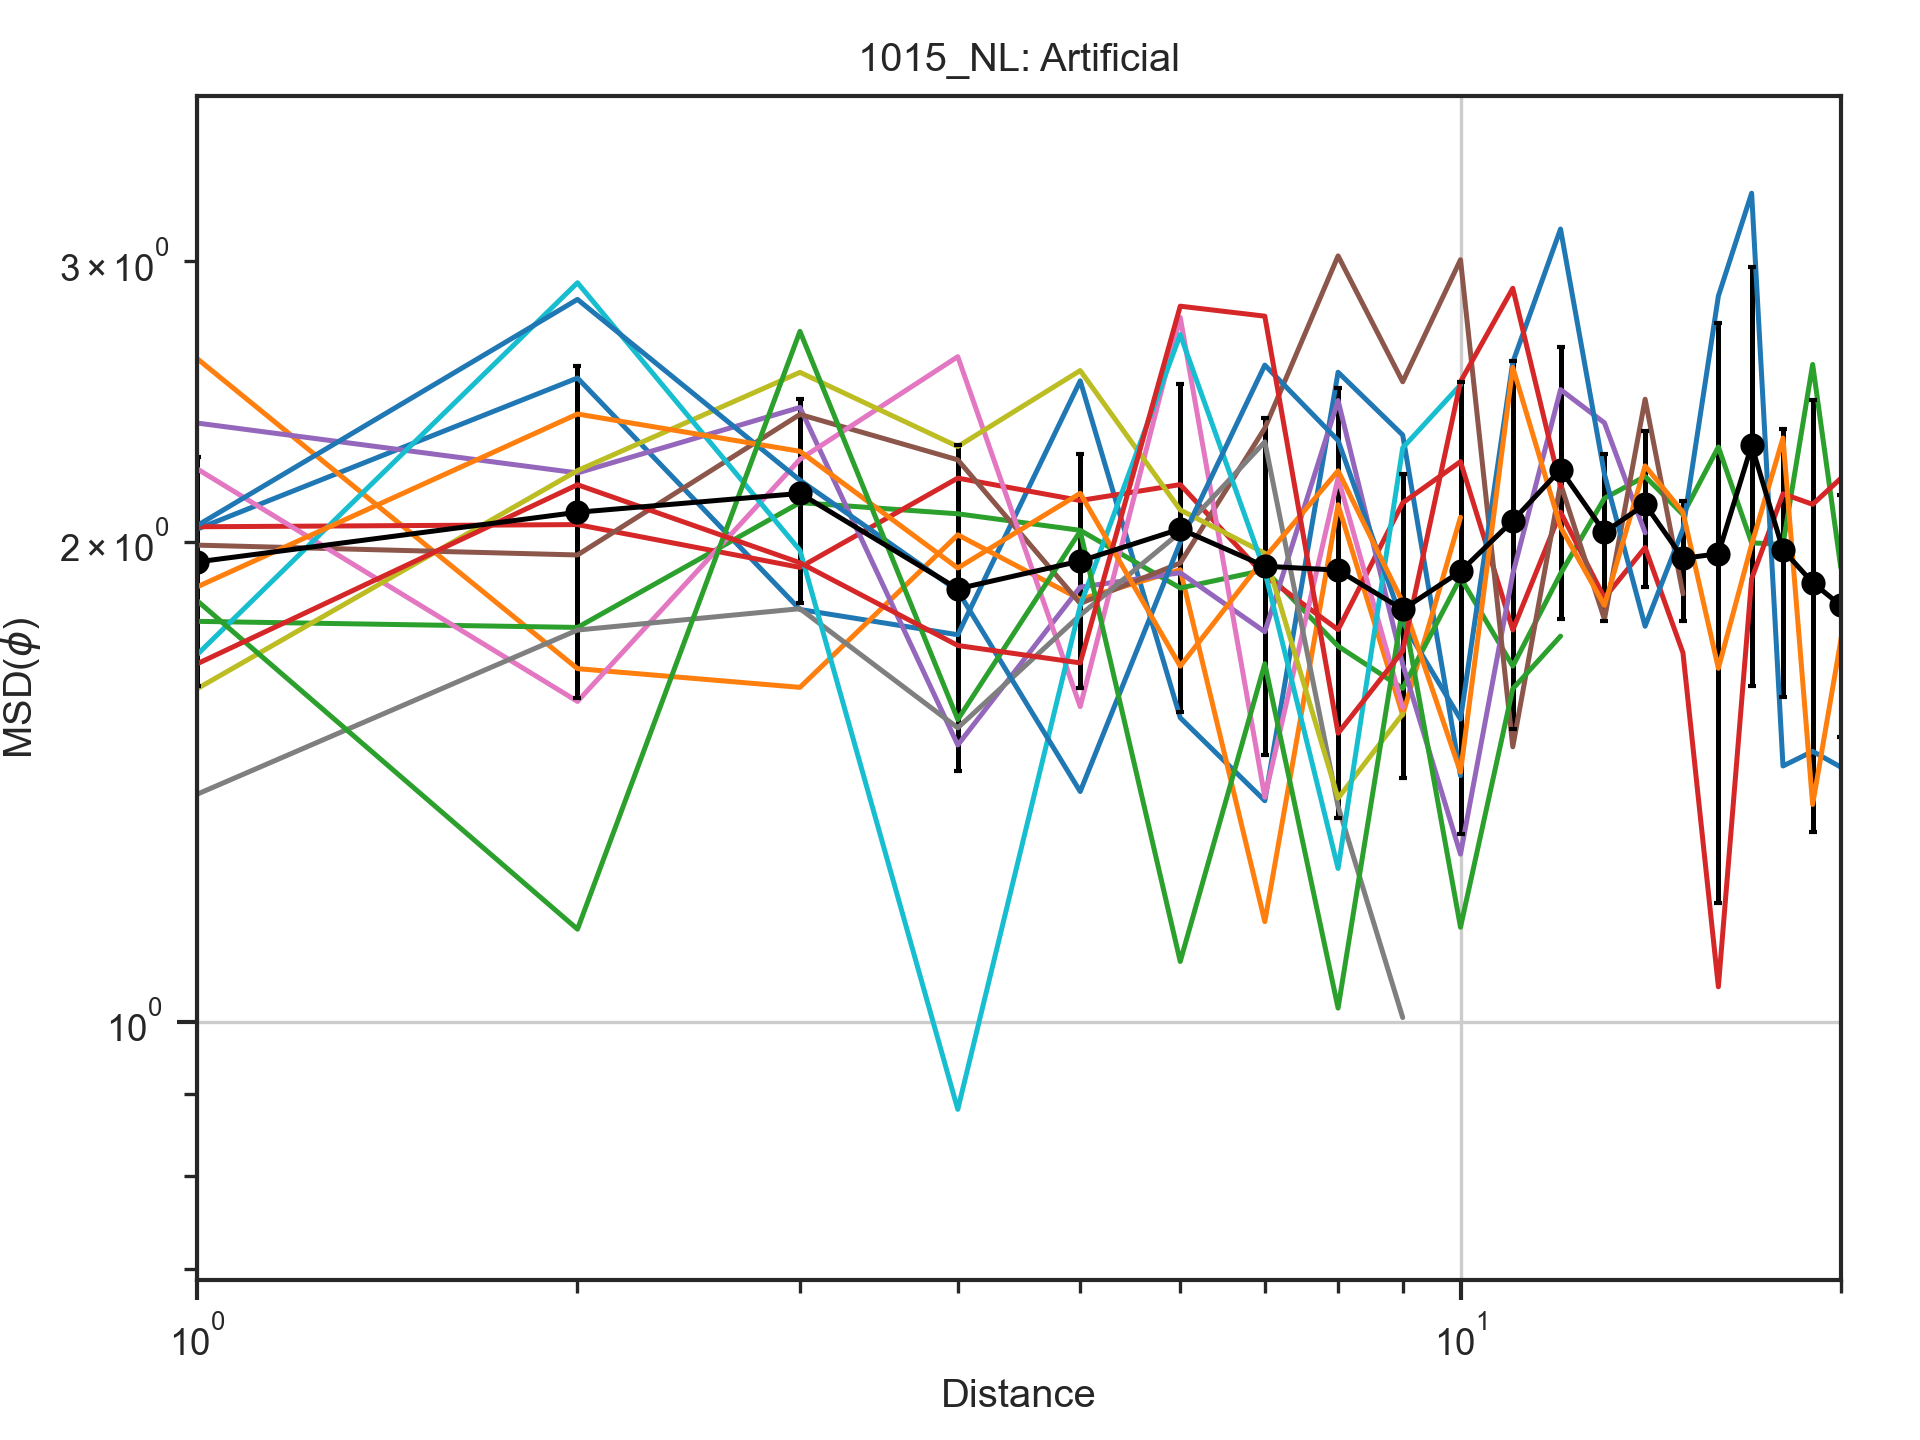 1015_NL: Artificial
MSD(ϕ)
3 × 10⁰
2 × 10⁰
10⁰
10⁰
10¹
Distance